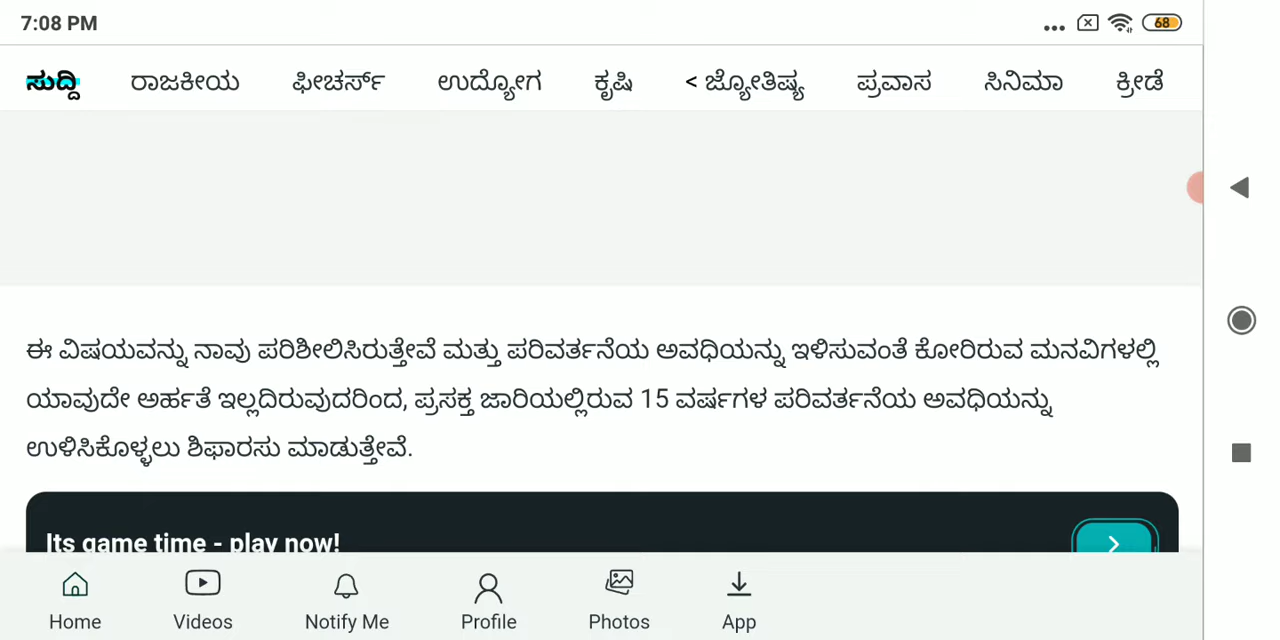 7:08 PM
68
ಸುದ್ದಿ ರಾಜಕೀಯ ಫೀಚರ್ಸ್ ಉದ್ಯೋಗ ಕೃಷಿ < ಜ್ಯೋತಿಷ್ಯ ಪ್ರವಾಸ ಸಿನಿಮಾ ಕ್ರೀಡೆ
ಈ ವಿಷಯವನ್ನು ನಾವು ಪರಿಶೀಲಿಸಿರುತ್ತೇವೆ ಮತ್ತು ಪರಿವರ್ತನೆಯ ಅವಧಿಯನ್ನು ಇಳಿಸುವಂತೆ ಕೋರಿರುವ ಮನವಿಗಳಲ್ಲಿ
ಯಾವುದೇ ಅರ್ಹತೆ ಇಲ್ಲದಿರುವುದರಿಂದ, ಪ್ರಸಕ್ತ ಜಾರಿಯಲ್ಲಿರುವ 15 ವರ್ಷಗಳ ಪರಿವರ್ತನೆಯ ಅವಧಿಯನ್ನು
ಉಳಿಸಿಕೊಳ್ಳಲು ಶಿಫಾರಸು ಮಾಡುತ್ತೇವೆ.
Its game time - play now!
Home Videos Notify Me Profile Photos App